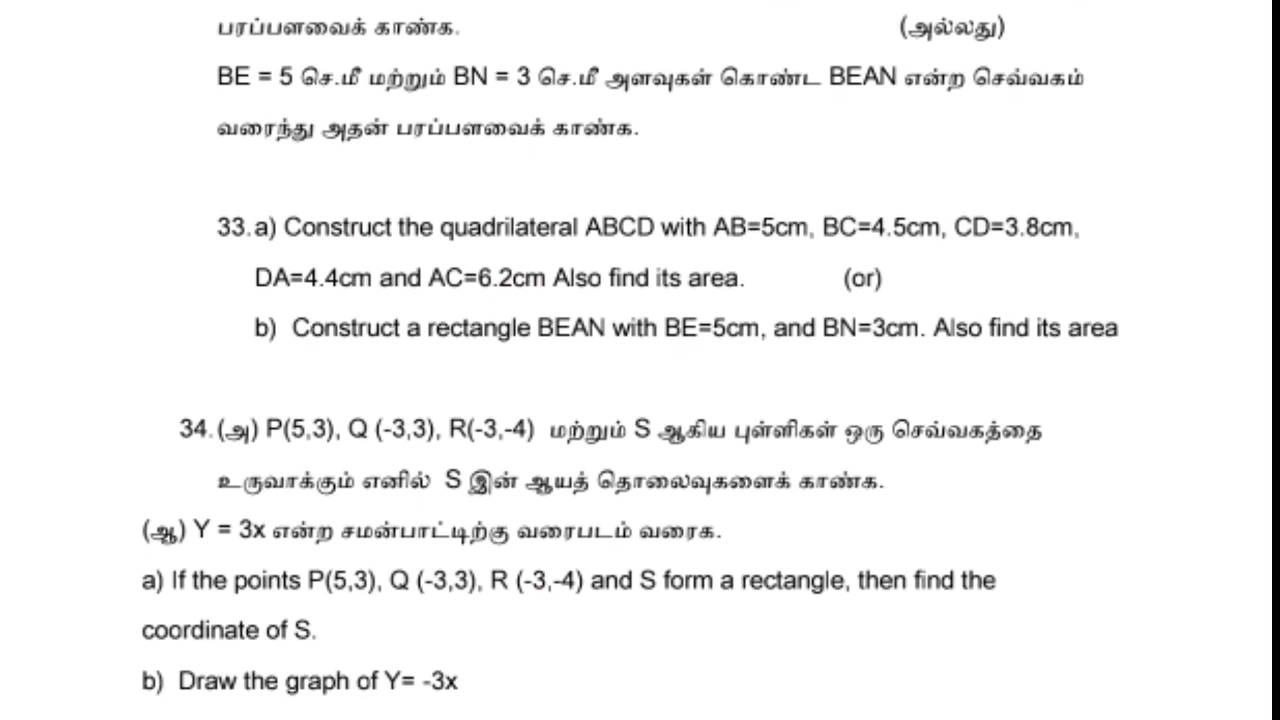 பரப்பளவைக் காண்க. (அல்லது)
BE = 5 செ.மீ மற்றும் BN = 3 செ.மீ அளவுகள் கொண்ட BEAN என்ற செவ்வகம்
வரைந்து அதன் பரப்பளவைக் காண்க.
33. a) Construct the quadrilateral ABCD with AB=5cm, BC=4.5cm, CD=3.8cm,
DA=4.4cm and AC=6.2cm Also find its area. (or)
b) Construct a rectangle BEAN with BE=5cm, and BN=3cm. Also find its area
34. (அ) P(5,3), Q (-3,3), R(-3,-4) மற்றும் S ஆகிய புள்ளிகள் ஒரு செவ்வகத்தை
உருவாக்கும் எனில் S இன் ஆயத் தொலைவுகளைக் காண்க.
(ஆ) Y = 3x என்ற சமன்பாட்டிற்கு வரைபடம் வரைக.
a) If the points P(5,3), Q (-3,3), R (-3,-4) and S form a rectangle, then find the
coordinate of S.
b) Draw the graph of Y= -3x